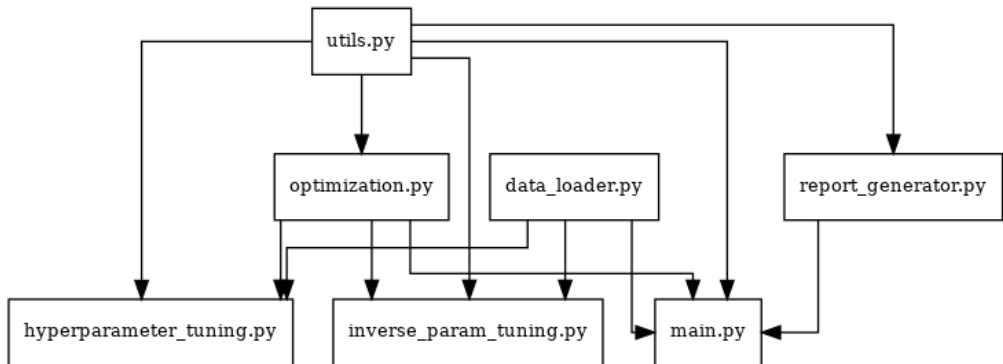 utils.py
optimization.py
data_loader.py
report_generator.py
hyperparameter_tuning.py
inverse_param_tuning.py
main.py